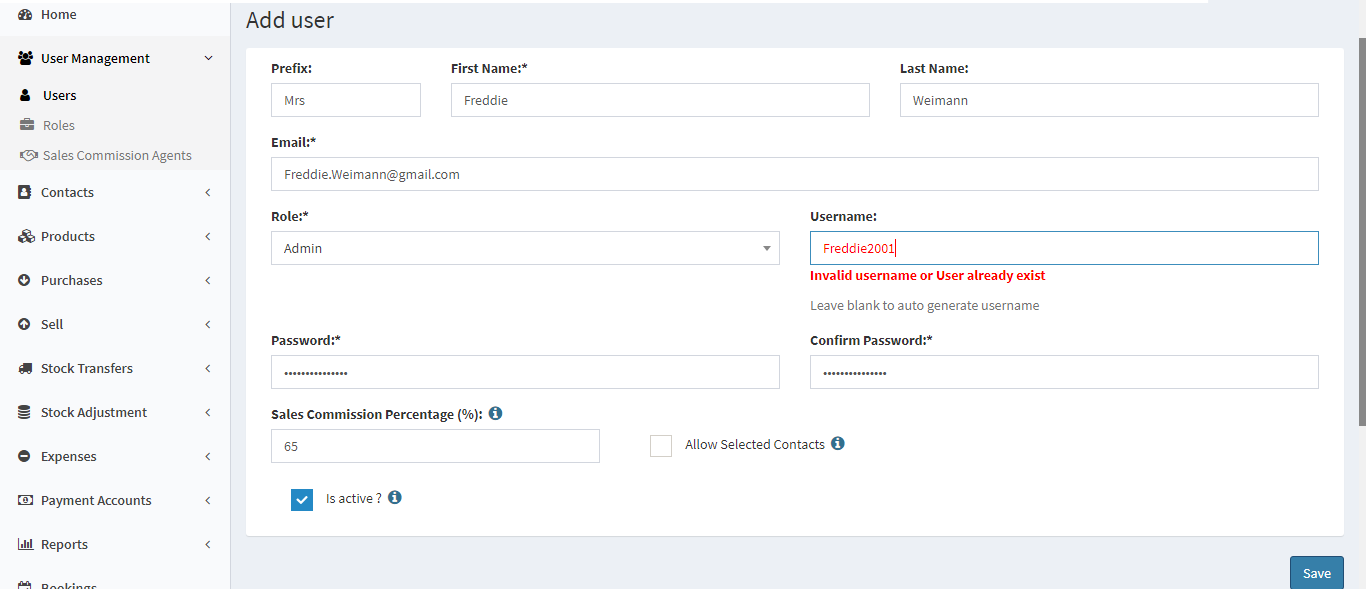 Home
User Management
Users
Roles
Sales Commission Agents
Contacts
Products
Purchases
Sell
Stock Transfers
Stock Adjustment
Expenses
Payment Accounts
Reports
Bookings
Add user
Prefix:
First Name:*
Last Name:
Mrs
Freddie
Weimann
Email:*
Freddie.Weimann@gmail.com
Role:*
Username:
Admin
Freddie2001
Invalid username or User already exist
Leave blank to auto generate username
Password:*
Confirm Password:*
•••••••••••••••
•••••••••••••••
Sales Commission Percentage (%):
65
Allow Selected Contacts
Is active ?
Save